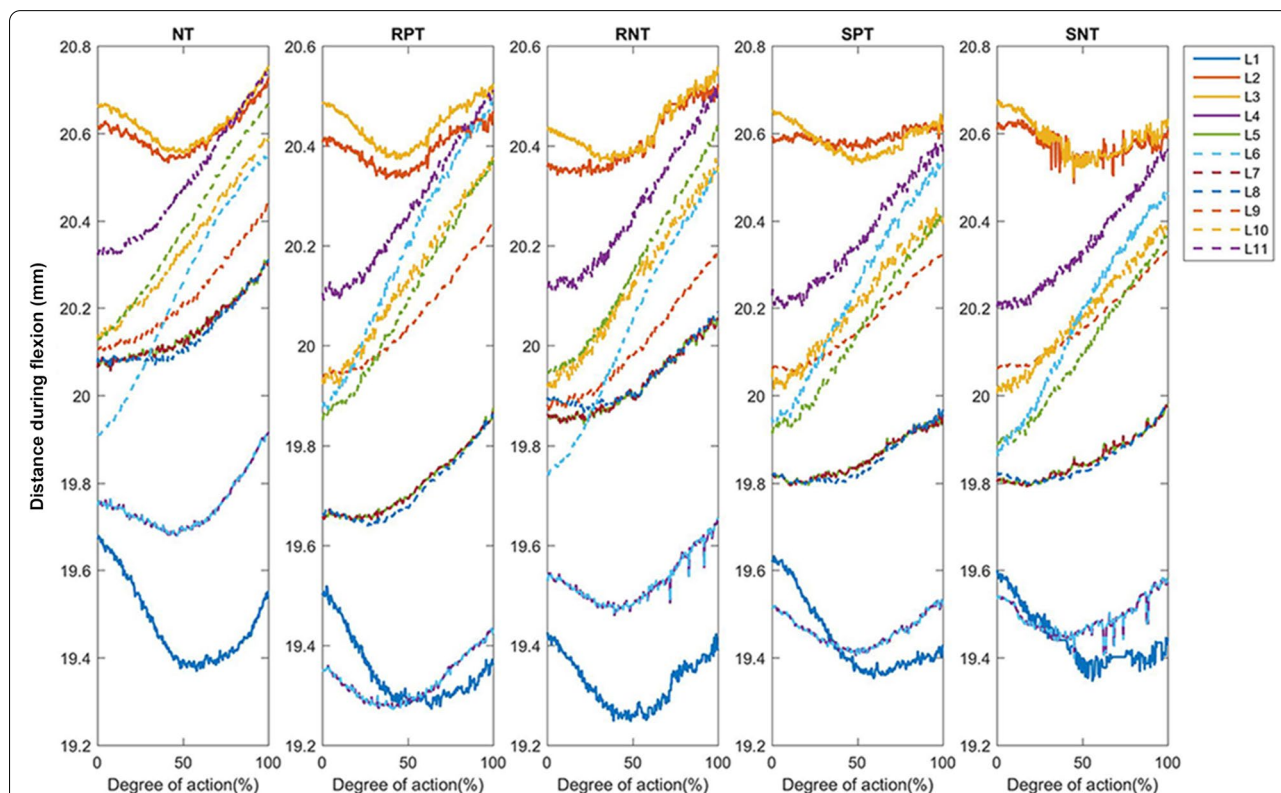 NT RPT RNT SPT SNT
Distance during flexion (mm)
20.8
20.6
20.4
20.2
20
19.8
19.6
19.4
19.2
0 50 100
Degree of action(%)
20.6
20.4
20.2
20
19.8
19.6
19.4
19.2
0 50 100
Degree of action(%)
20.6
20.4
20.2
20
19.8
19.6
19.4
19.2
0 50 100
Degree of action(%)
20.8
20.6
20.4
20.2
20
19.8
19.6
19.4
19.2
0 50 100
Degree of action(%)
20.8
20.6
20.4
20.2
20
19.8
19.6
19.4
19.2
0 50 100
Degree of action(%)
L1
L2
L3
L4
L5
L6
L7
L8
L9
L10
L11